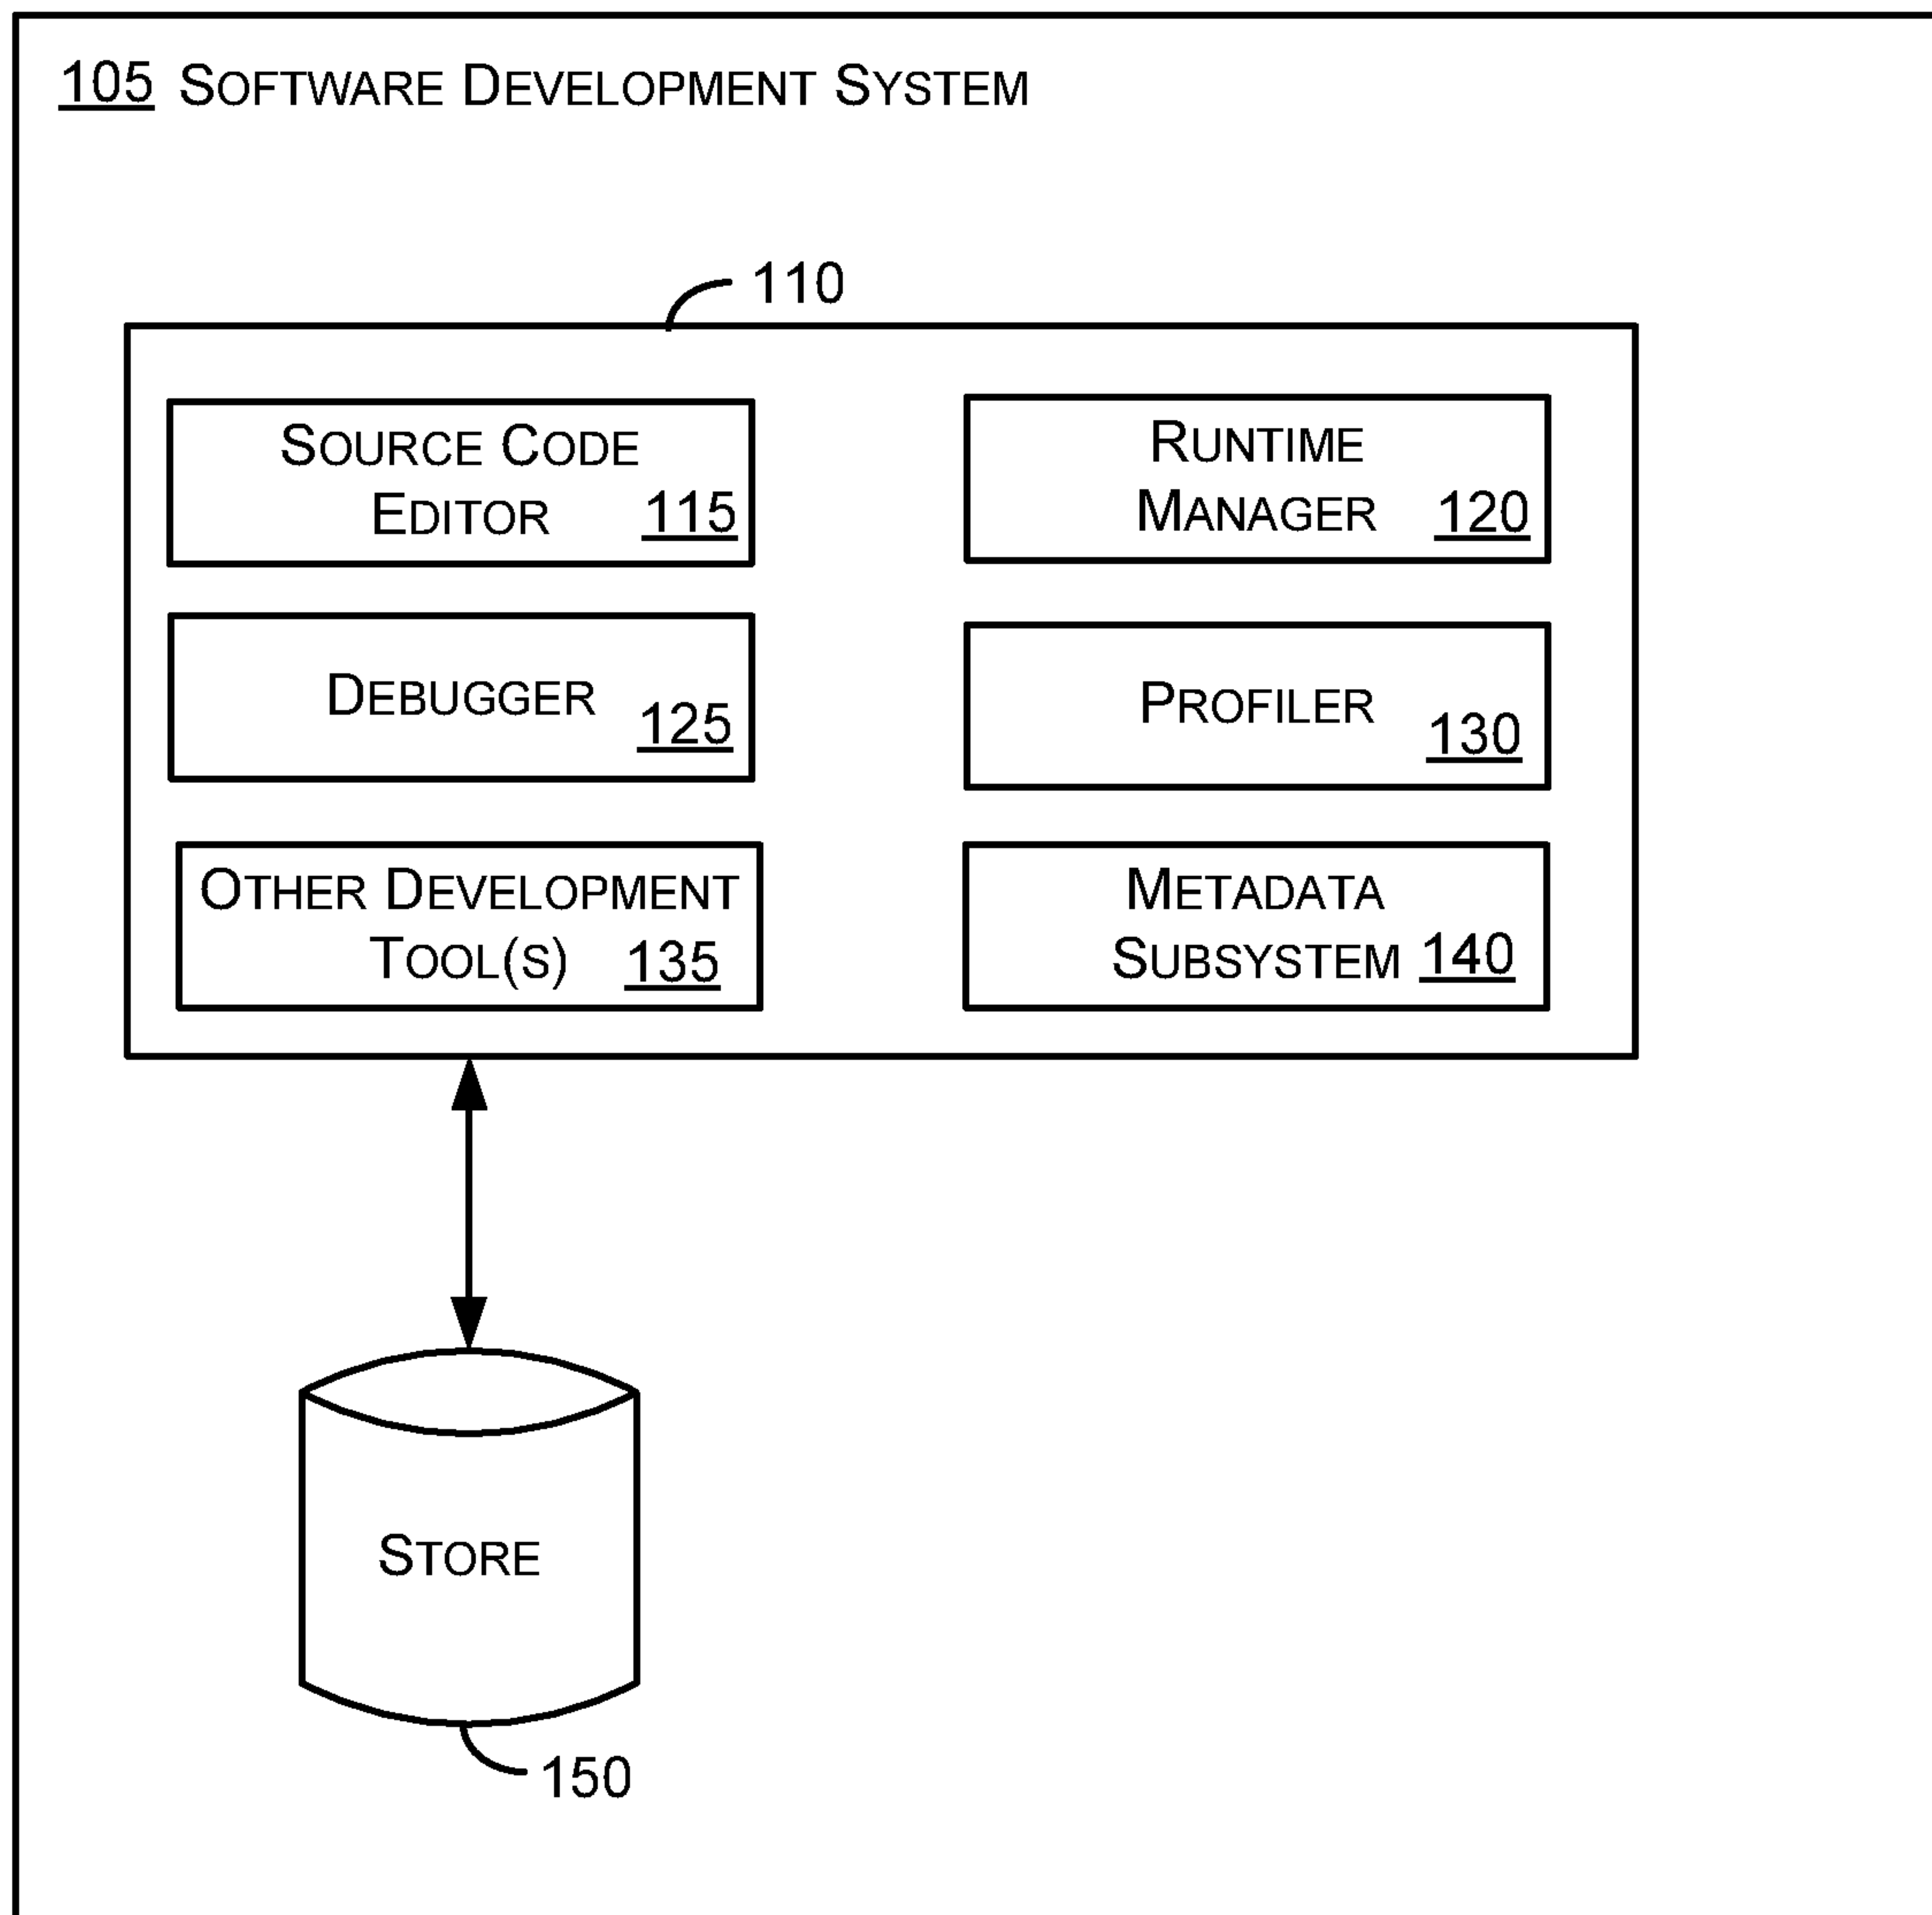 105 SOFTWARE DEVELOPMENT SYSTEM
110
SOURCE CODE
EDITOR 115
RUNTIME
MANAGER 120
DEBUGGER 125
PROFILER 130
OTHER DEVELOPMENT
TOOL(S) 135
METADATA
SUBSYSTEM 140
STORE
150